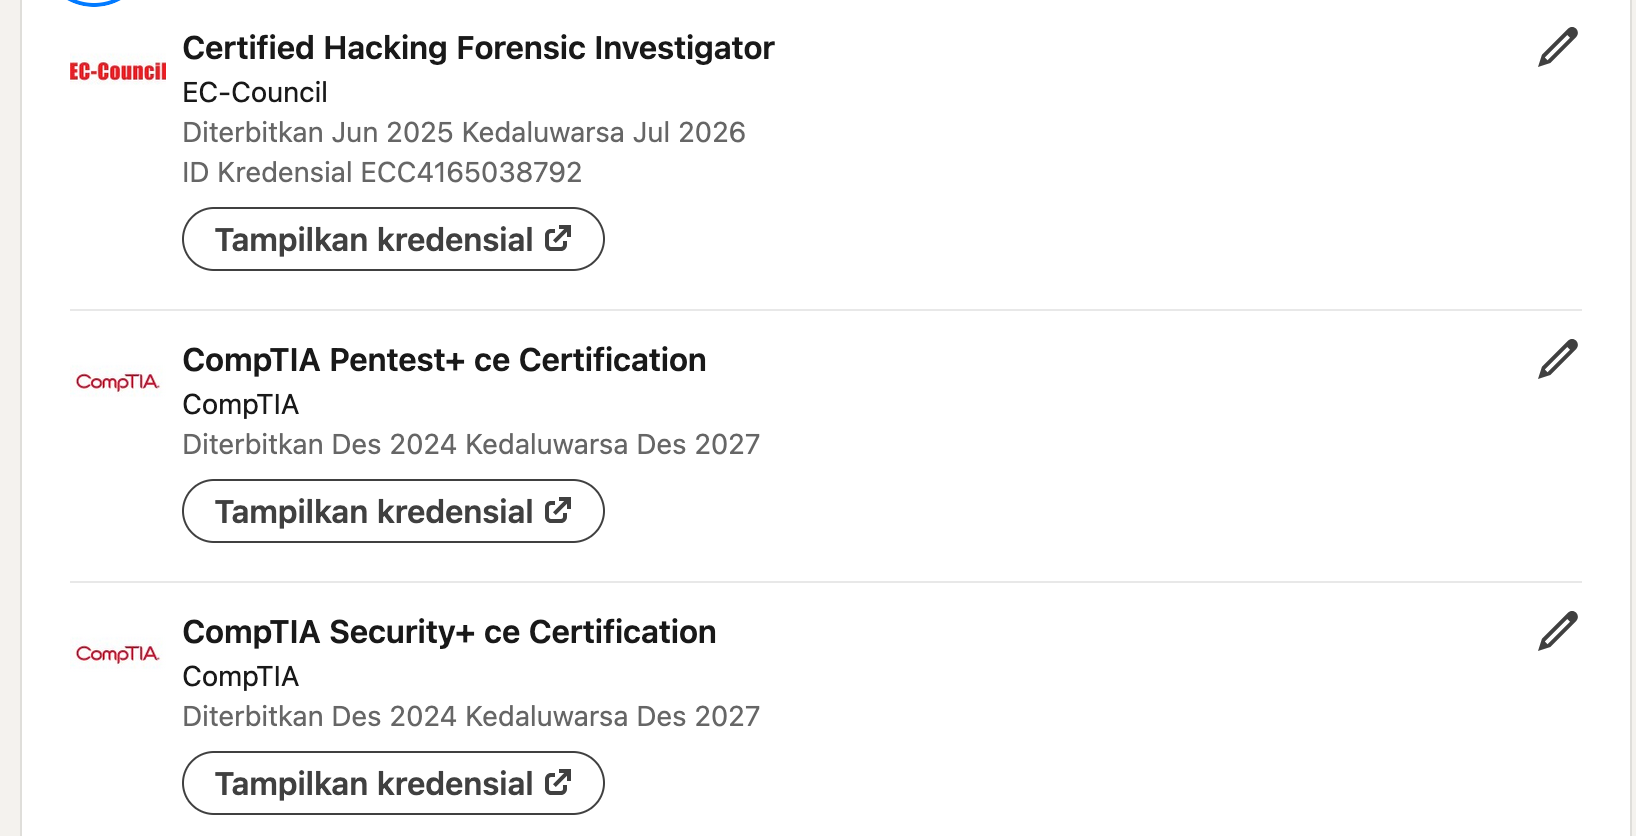 EC-Council
Certified Hacking Forensic Investigator
EC-Council
Diterbitkan Jun 2025 Kedaluwarsa Jul 2026
ID Kredensial ECC4165038792
Tampilkan kredensial
CompTIA.
CompTIA Pentest+ ce Certification
CompTIA
Diterbitkan Des 2024 Kedaluwarsa Des 2027
Tampilkan kredensial
CompTIA.
CompTIA Security+ ce Certification
CompTIA
Diterbitkan Des 2024 Kedaluwarsa Des 2027
Tampilkan kredensial